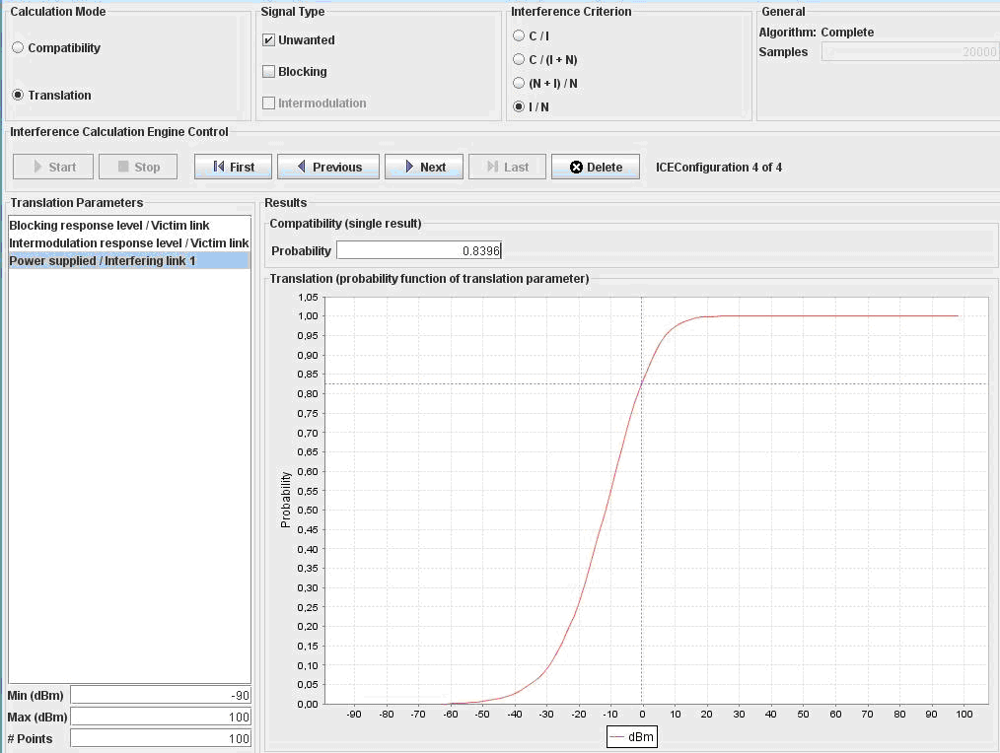 Calculation Mode
Compatibility
Translation
Signal Type
Unwanted
Blocking
Intermodulation
Interference Criterion
C / I
C / (I + N)
(N + I) / N
I / N
General
Algorithm: Complete
Samples 20000
Interference Calculation Engine Control
Start Stop First Previous Next Last Delete ICEConfiguration 4 of 4
Translation Parameters
Blocking response level / Victim link
Intermodulation response level / Victim link
Power supplied / Interfering link 1
Min (dBm) -90
Max (dBm) 100
# Points 100
Results
Compatibility (single result)
Probability 0.8396
Translation (probability function of translation parameter)
1,05
1,00
0,95
0,90
0,85
0,80
0,75
0,70
0,65
0,60
0,55
0,50
0,45
0,40
0,35
0,30
0,25
0,20
0,15
0,10
0,05
0,00
Probability
-90 -80 -70 -60 -50 -40 -30 -20 -10 0 10 20 30 40 50 60 70 80 90 100
dBm